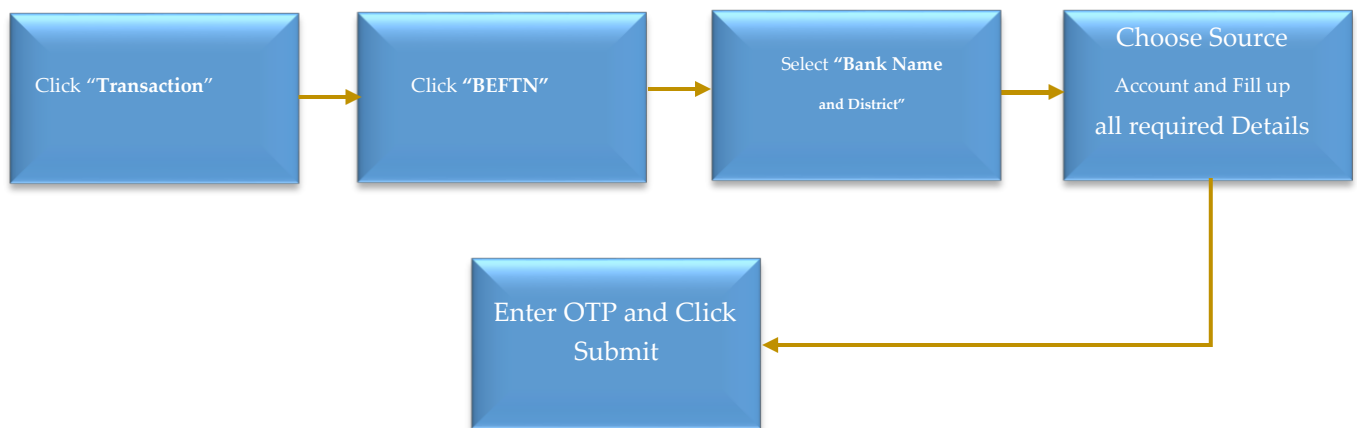 Click “Transaction”
Click “BEFTN”
Select “Bank Name
and District”
Choose Source
Account and Fill up
all required Details
Enter OTP and Click
Submit